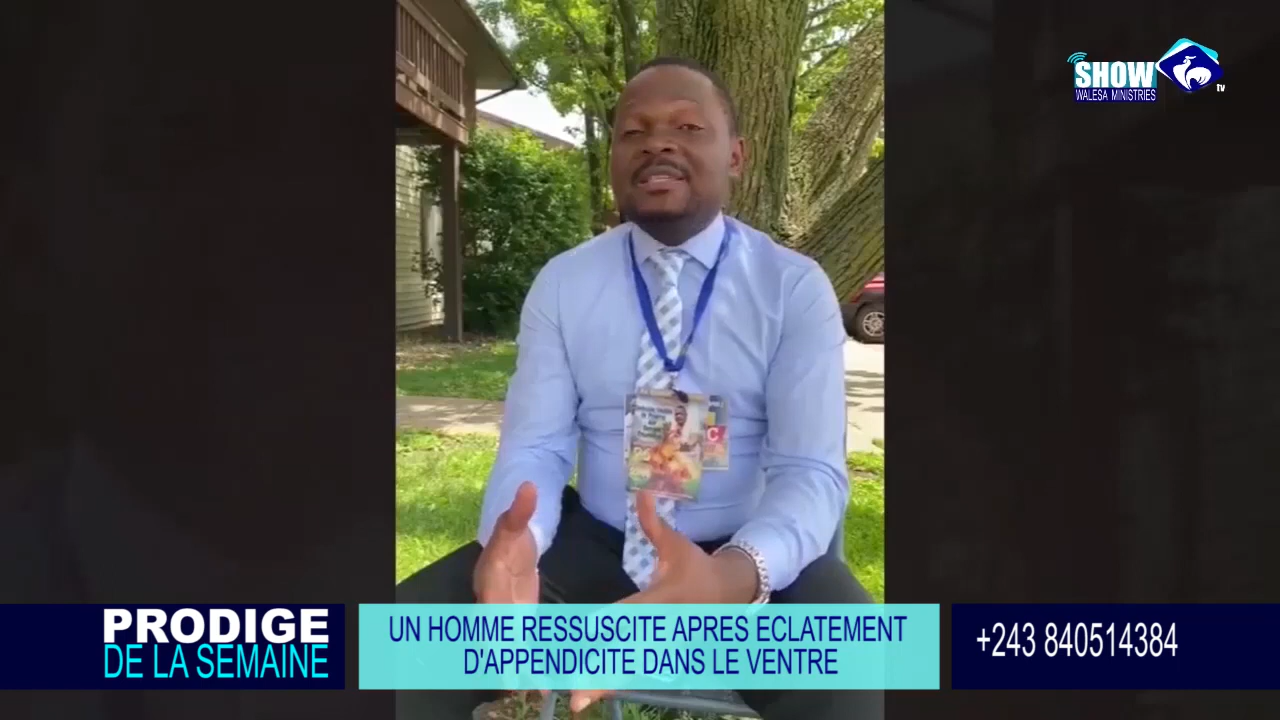 SHOW
WALESA MINISTRIES
tv
C
PRODIGE
DE LA SEMAINE
UN HOMME RESSUSCITE APRES ECLATEMENT
D'APPENDICITE DANS LE VENTRE
+243 840514384